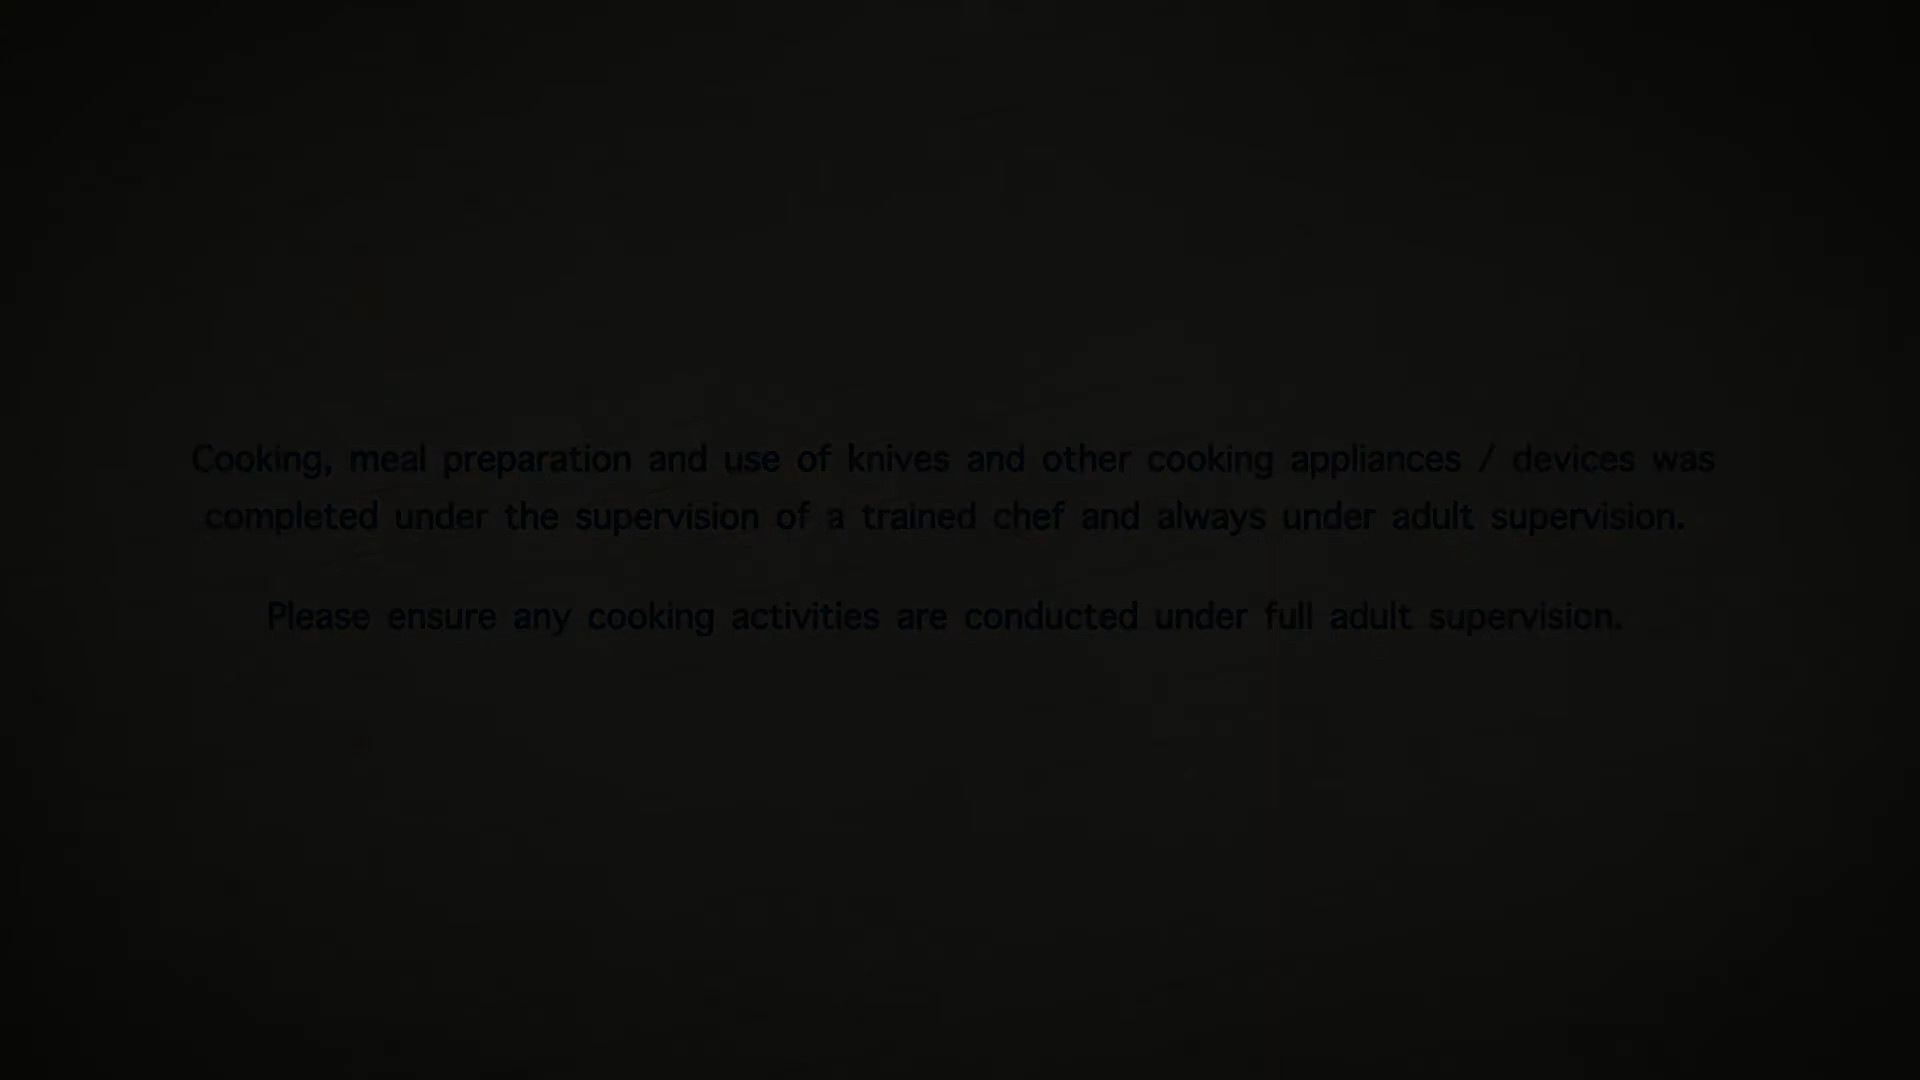 Cooking, meal preparation and use of knives and other cooking appliances / devices was
completed under the supervision of a trained chef and always under adult supervision.
Please ensure any cooking activities are conducted under full adult supervision.